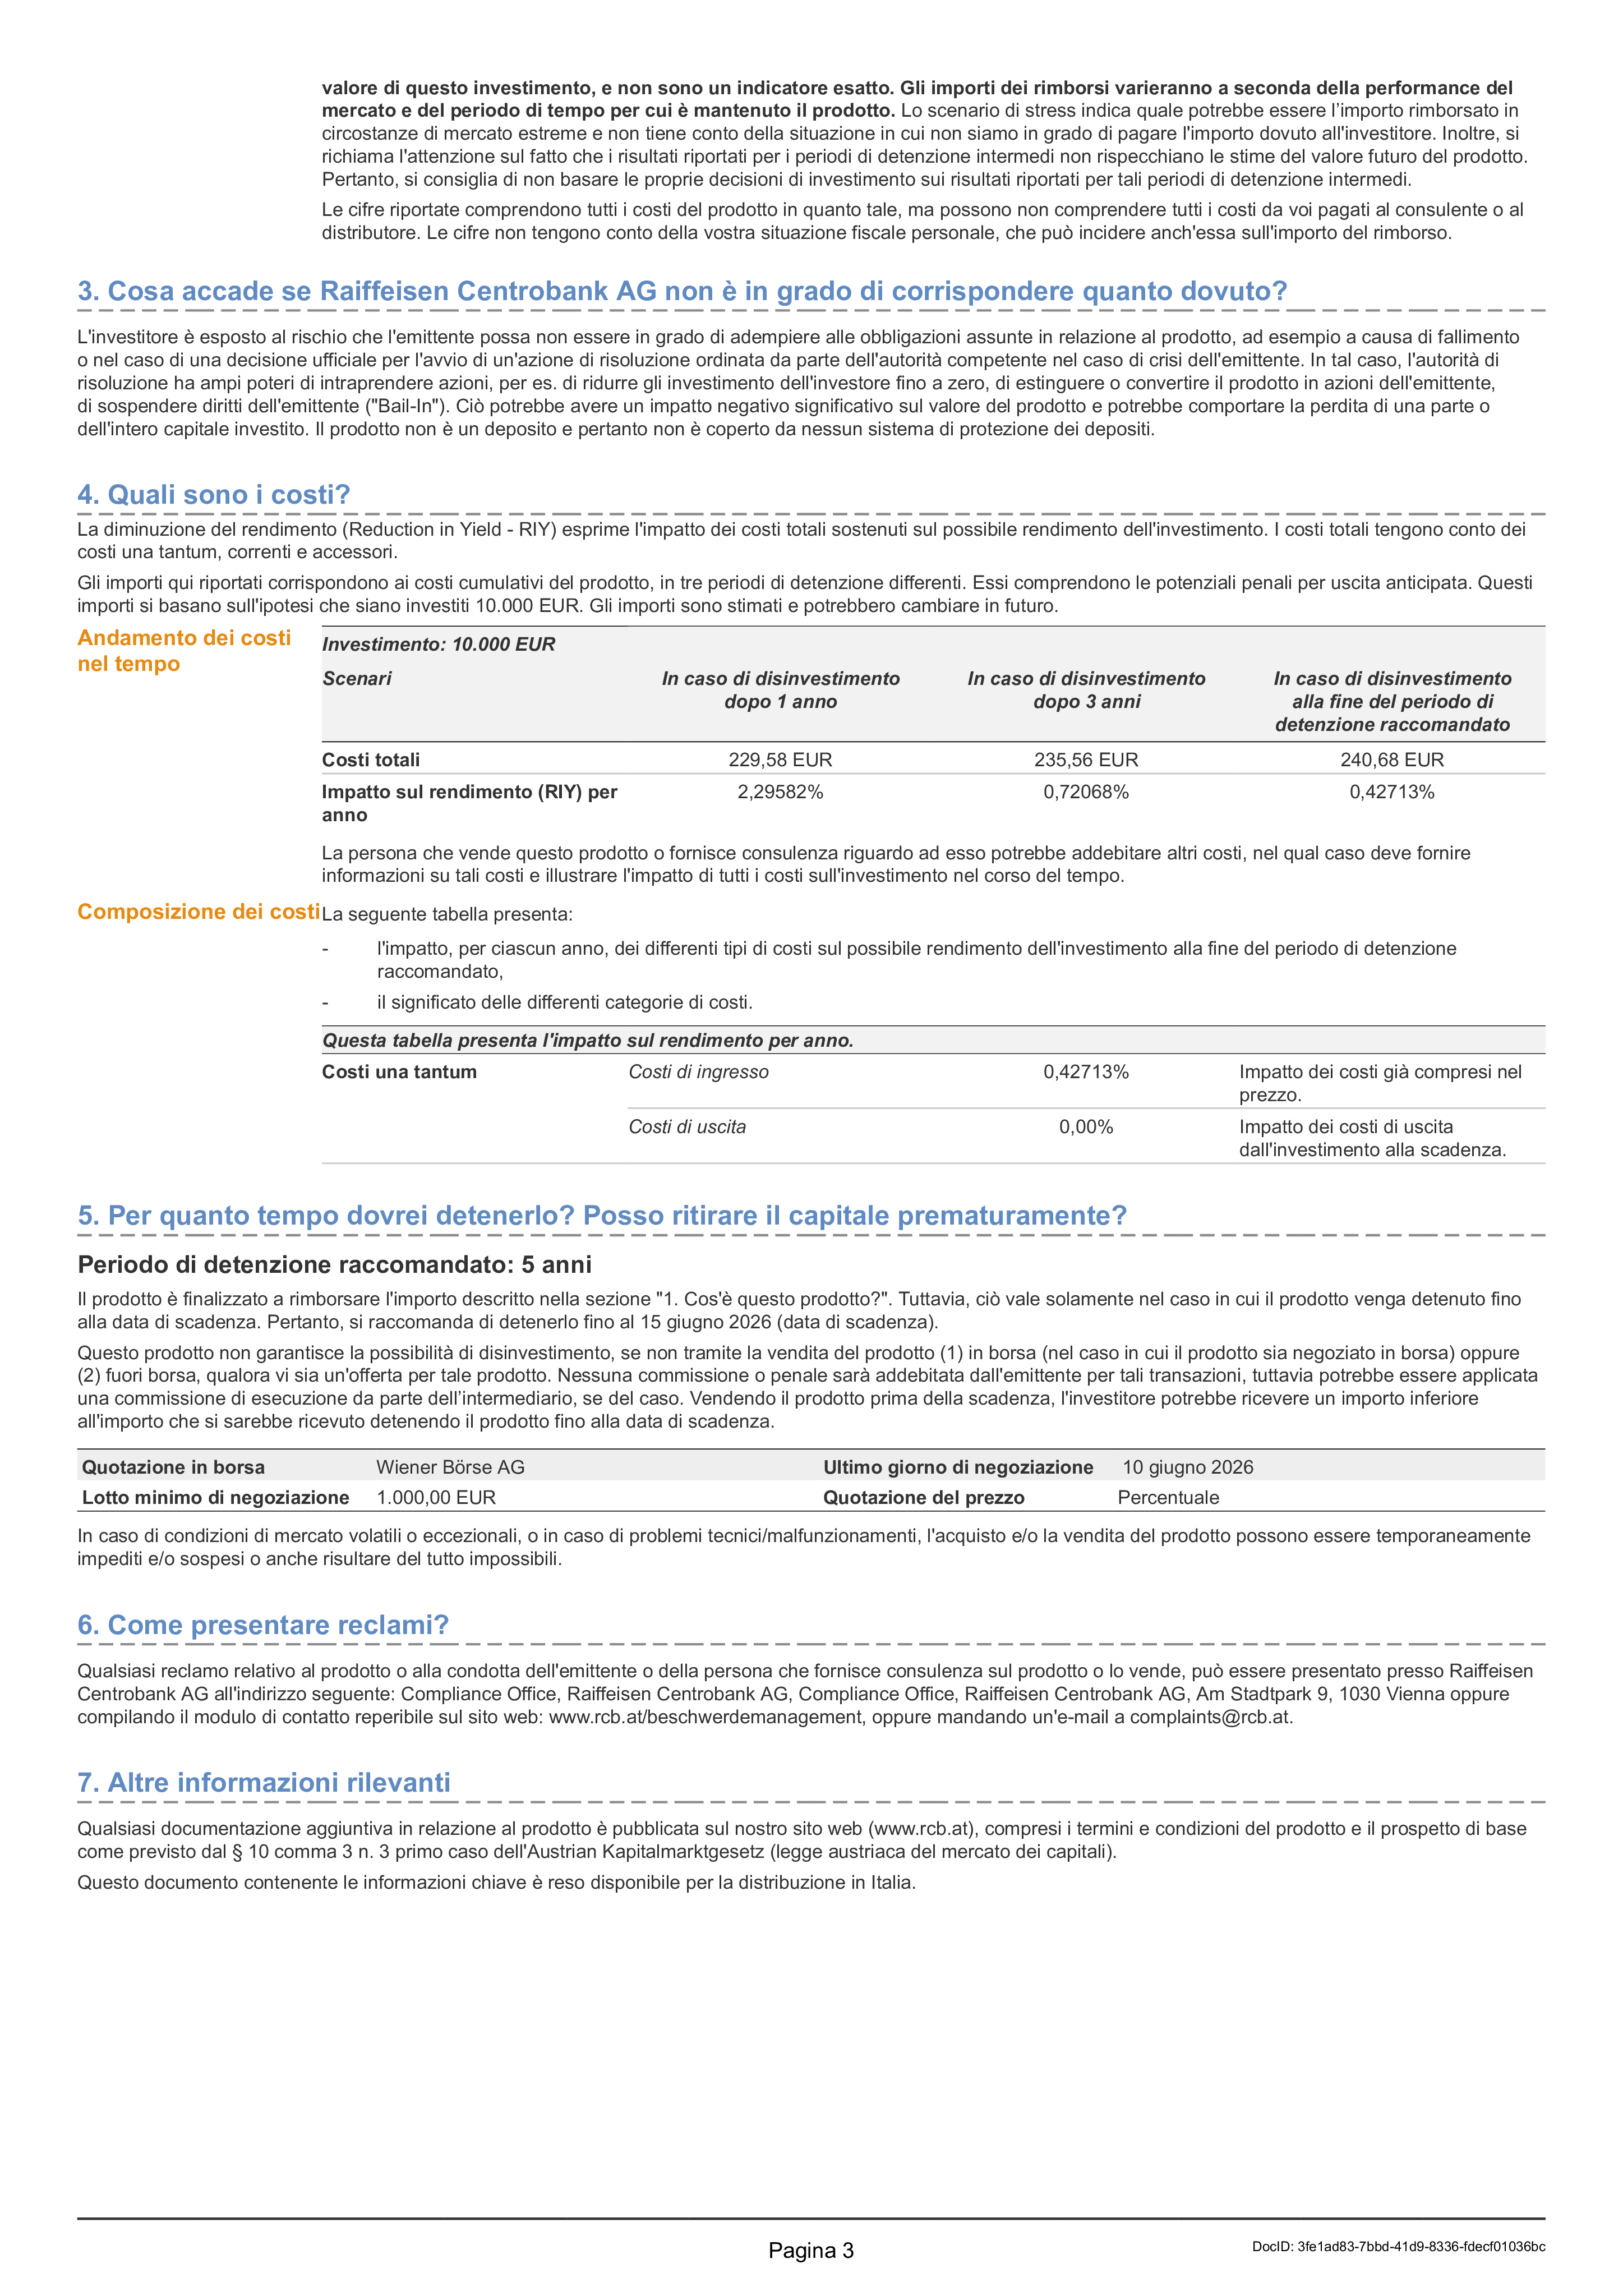 valore di questo investimento, e non sono un indicatore esatto. Gli importi dei rimborsi varieranno a seconda della performance del
mercato e del periodo di tempo per cui è mantenuto il prodotto. Lo scenario di stress indica quale potrebbe essere l’importo rimborsato in
circostanze di mercato estreme e non tiene conto della situazione in cui non siamo in grado di pagare l'importo dovuto all'investitore. Inoltre, si
richiama l'attenzione sul fatto che i risultati riportati per i periodi di detenzione intermedi non rispecchiano le stime del valore futuro del prodotto.
Pertanto, si consiglia di non basare le proprie decisioni di investimento sui risultati riportati per tali periodi di detenzione intermedi.
Le cifre riportate comprendono tutti i costi del prodotto in quanto tale, ma possono non comprendere tutti i costi da voi pagati al consulente o al
distributore. Le cifre non tengono conto della vostra situazione fiscale personale, che può incidere anch'essa sull'importo del rimborso.
3. Cosa accade se Raiffeisen Centrobank AG non è in grado di corrispondere quanto dovuto?
L'investitore è esposto al rischio che l'emittente possa non essere in grado di adempiere alle obbligazioni assunte in relazione al prodotto, ad esempio a causa di fallimento
o nel caso di una decisione ufficiale per l'avvio di un'azione di risoluzione ordinata da parte dell'autorità competente nel caso di crisi dell'emittente. In tal caso, l'autorità di
risoluzione ha ampi poteri di intraprendere azioni, per es. di ridurre gli investimento dell'investore fino a zero, di estinguere o convertire il prodotto in azioni dell'emittente,
di sospendere diritti dell'emittente ("Bail-In"). Ciò potrebbe avere un impatto negativo significativo sul valore del prodotto e potrebbe comportare la perdita di una parte o
dell'intero capitale investito. Il prodotto non è un deposito e pertanto non è coperto da nessun sistema di protezione dei depositi.
4. Quali sono i costi?
La diminuzione del rendimento (Reduction in Yield - RIY) esprime l'impatto dei costi totali sostenuti sul possibile rendimento dell'investimento. I costi totali tengono conto dei
costi una tantum, correnti e accessori.
Gli importi qui riportati corrispondono ai costi cumulativi del prodotto, in tre periodi di detenzione differenti. Essi comprendono le potenziali penali per uscita anticipata. Questi
importi si basano sull'ipotesi che siano investiti 10.000 EUR. Gli importi sono stimati e potrebbero cambiare in futuro.
Andamento dei costi
nel tempo
Investimento: 10.000 EUR
Scenari In caso di disinvestimento In caso di disinvestimento In caso di disinvestimento
dopo 1 anno dopo 3 anni alla fine del periodo di
detenzione raccomandato
Costi totali 229,58 EUR 235,56 EUR 240,68 EUR
Impatto sul rendimento (RIY) per 2,29582% 0,72068% 0,42713%
anno
La persona che vende questo prodotto o fornisce consulenza riguardo ad esso potrebbe addebitare altri costi, nel qual caso deve fornire
informazioni su tali costi e illustrare l'impatto di tutti i costi sull'investimento nel corso del tempo.
Composizione dei costi La seguente tabella presenta:
- l'impatto, per ciascun anno, dei differenti tipi di costi sul possibile rendimento dell'investimento alla fine del periodo di detenzione
raccomandato,
- il significato delle differenti categorie di costi.
Questa tabella presenta l'impatto sul rendimento per anno.
Costi una tantum Costi di ingresso 0,42713% Impatto dei costi già compresi nel
prezzo.
Costi di uscita 0,00% Impatto dei costi di uscita
dall'investimento alla scadenza.
5. Per quanto tempo dovrei detenerlo? Posso ritirare il capitale prematuramente?
Periodo di detenzione raccomandato: 5 anni
Il prodotto è finalizzato a rimborsare l'importo descritto nella sezione "1. Cos'è questo prodotto?". Tuttavia, ciò vale solamente nel caso in cui il prodotto venga detenuto fino
alla data di scadenza. Pertanto, si raccomanda di detenerlo fino al 15 giugno 2026 (data di scadenza).
Questo prodotto non garantisce la possibilità di disinvestimento, se non tramite la vendita del prodotto (1) in borsa (nel caso in cui il prodotto sia negoziato in borsa) oppure
(2) fuori borsa, qualora vi sia un'offerta per tale prodotto. Nessuna commissione o penale sarà addebitata dall'emittente per tali transazioni, tuttavia potrebbe essere applicata
una commissione di esecuzione da parte dell’intermediario, se del caso. Vendendo il prodotto prima della scadenza, l'investitore potrebbe ricevere un importo inferiore
all'importo che si sarebbe ricevuto detenendo il prodotto fino alla data di scadenza.
Quotazione in borsa Wiener Börse AG Ultimo giorno di negoziazione 10 giugno 2026
Lotto minimo di negoziazione 1.000,00 EUR Quotazione del prezzo Percentuale
In caso di condizioni di mercato volatili o eccezionali, o in caso di problemi tecnici/malfunzionamenti, l'acquisto e/o la vendita del prodotto possono essere temporaneamente
impediti e/o sospesi o anche risultare del tutto impossibili.
6. Come presentare reclami?
Qualsiasi reclamo relativo al prodotto o alla condotta dell'emittente o della persona che fornisce consulenza sul prodotto o lo vende, può essere presentato presso Raiffeisen
Centrobank AG all'indirizzo seguente: Compliance Office, Raiffeisen Centrobank AG, Compliance Office, Raiffeisen Centrobank AG, Am Stadtpark 9, 1030 Vienna oppure
compilando il modulo di contatto reperibile sul sito web: www.rcb.at/beschwerdemanagement, oppure mandando un'e-mail a complaints@rcb.at.
7. Altre informazioni rilevanti
Qualsiasi documentazione aggiuntiva in relazione al prodotto è pubblicata sul nostro sito web (www.rcb.at), compresi i termini e condizioni del prodotto e il prospetto di base
come previsto dal § 10 comma 3 n. 3 primo caso dell'Austrian Kapitalmarktgesetz (legge austriaca del mercato dei capitali).
Questo documento contenente le informazioni chiave è reso disponibile per la distribuzione in Italia.
Pagina 3
DocID: 3fe1ad83-7bbd-41d9-8336-fdecf01036bc